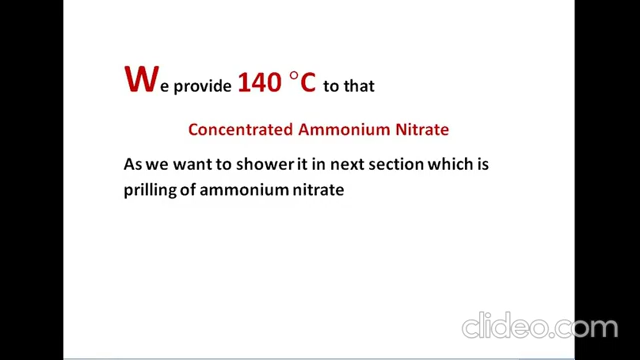 We provide 140 °C to that
Concentrated Ammonium Nitrate
As we want to shower it in next section which is
prilling of ammonium nitrate
clideo.com